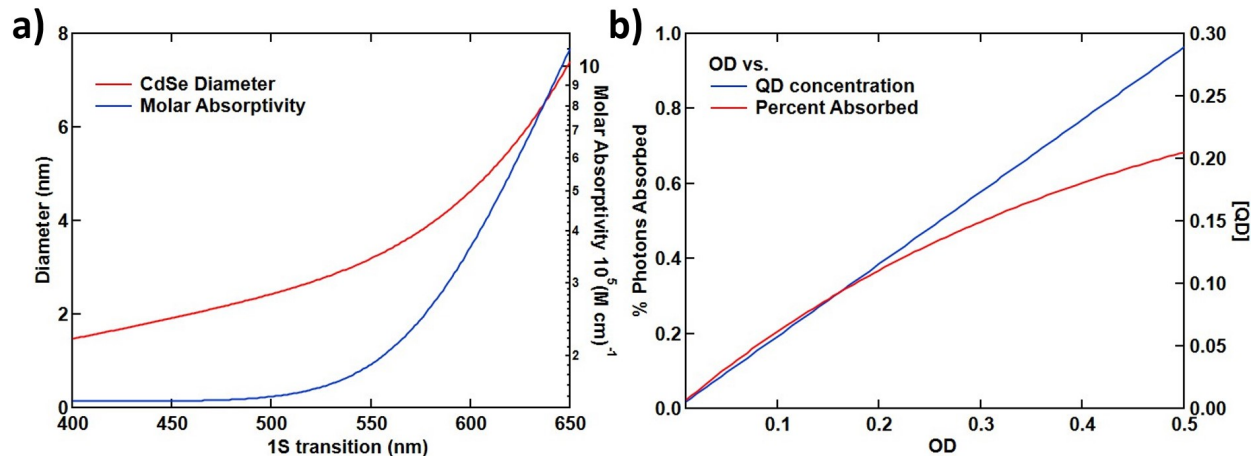 a)
8
6
4
2
0
Diameter (nm)
CdSe Diameter
Molar Absorptivity
10
9
8
7
6
5
4
3
2
Molar Absorptivity 10⁵(M cm)⁻¹
400
450
500
550
600
650
1S transition (nm)
b)
1.0
0.8
0.6
0.4
0.2
0.0
% Photons Absorbed
OD vs.
QD concentration
Percent Absorbed
0.30
0.25
0.20
0.15
0.10
0.05
0.00
[QD]
0.1
0.2
0.3
0.4
0.5
OD